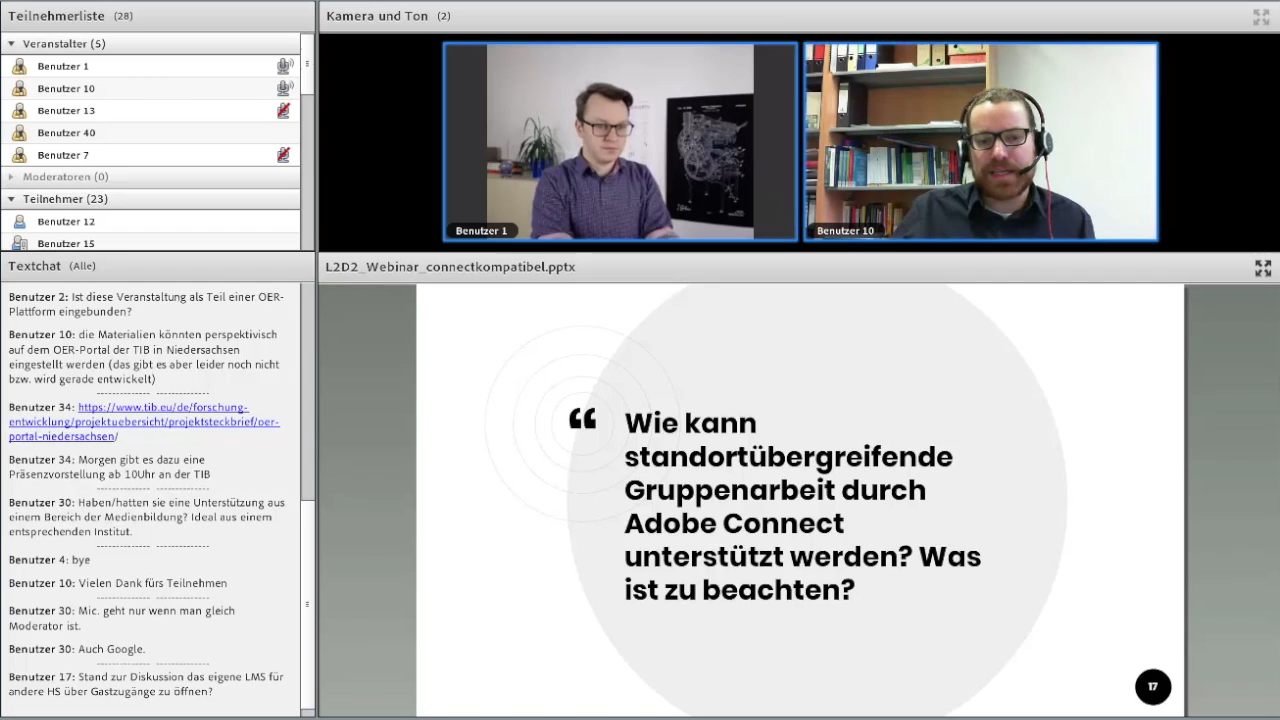 Teilnehmerliste (28)
Veranstalter (5)
Benutzer 1
Benutzer 10
Benutzer 13
Benutzer 40
Benutzer 7
Moderatoren (0)
Teilnehmer (23)
Benutzer 12
Benutzer 15
Textchat (Alle)
Benutzer 2: Ist diese Veranstaltung als Teil einer OER-
Plattform eingebunden?
Benutzer 10: die Materialien könnten perspektivisch
auf dem OER-Portal der TIB in Niedersachsen
eingestellt werden (das gibt es aber leider noch nicht
bzw. wird gerade entwickelt)
Benutzer 34: https://www.tib.eu/de/forschung-
entwicklung/projektuebersicht/projektsteckbrief/oer-
portal-niedersachsen/
Benutzer 34: Morgen gibt es dazu eine
Präsenzvorstellung ab 10Uhr an der TIB
Benutzer 30: Haben/hatten sie eine Unterstützung aus
einem Bereich der Medienbildung? Ideal aus einem
entsprechenden Institut.
Benutzer 4: bye
Benutzer 10: Vielen Dank fürs Teilnehmen
Benutzer 30: Mic. geht nur wenn man gleich
Moderator ist.
Benutzer 30: Auch Google.
Benutzer 17: Stand zur Diskussion das eigene LMS für
andere HS über Gastzugänge zu öffnen?
Kamera und Ton (2)
Benutzer 1
Benutzer 10
L2D2_Webinar_connectkompatibel.pptx
“ Wie kann
standortübergreifende
Gruppenarbeit durch
Adobe Connect
unterstützt werden? Was
ist zu beachten?
17